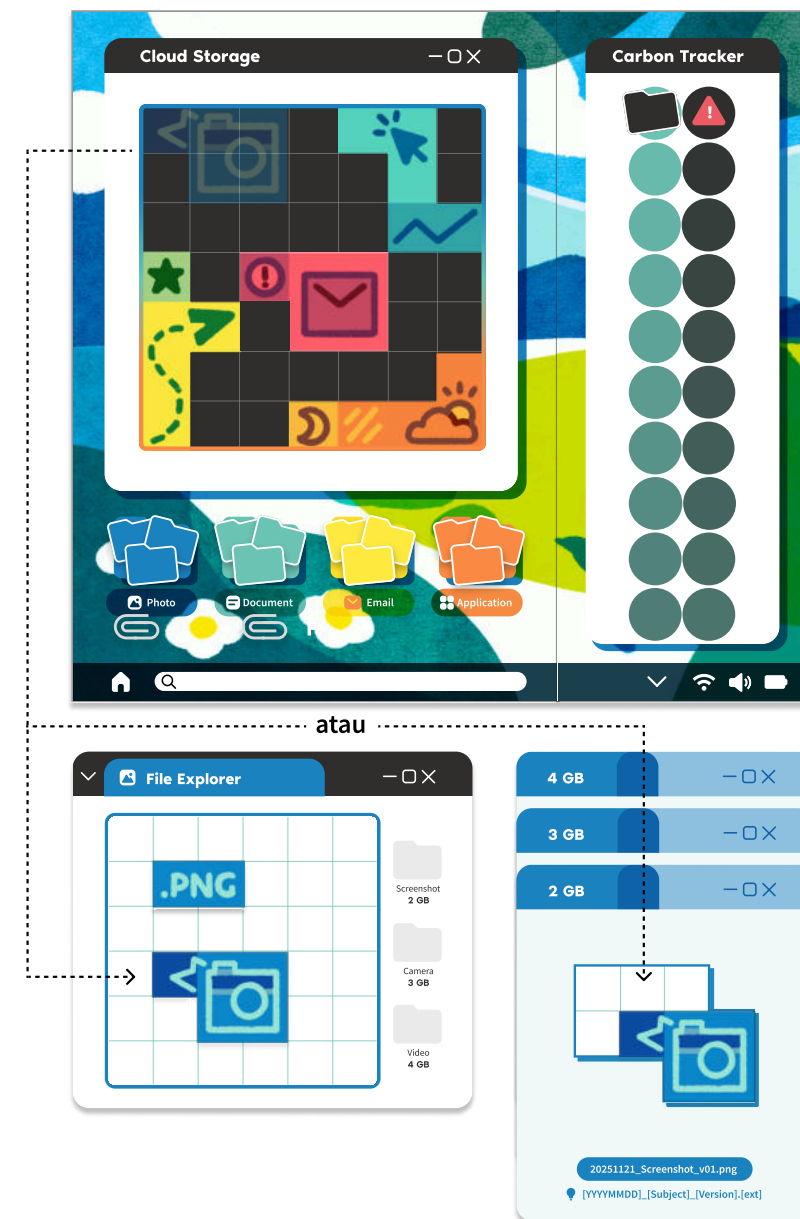 Cloud Storage
Carbon Tracker
!
!
Photo
Document
Email
Application
atau
File Explorer
.PNG
Screenshot
2 GB
Camera
3 GB
Video
4 GB
4 GB
3 GB
2 GB
20251121_Screenshot_v01.png
[YYYYMMDD]_[Subject]_[Version].[ext]